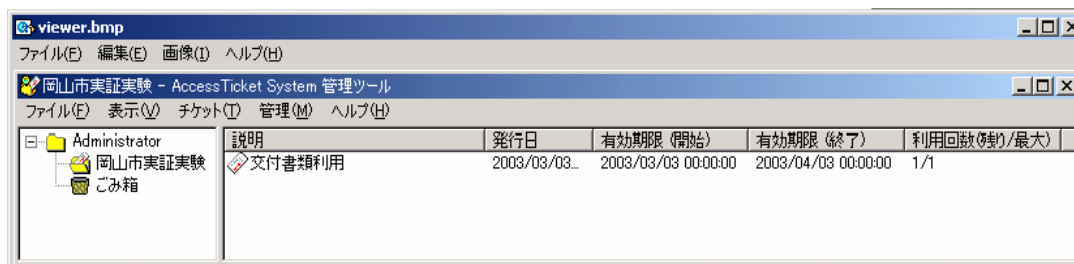 viewer.bmp
ファイル(F) 編集(E) 画像(I) ヘルプ(H)
岡山市実証実験 - AccessTicket System 管理ツール
ファイル(F) 表示(V) チケット(T) 管理(M) ヘルプ(H)
Administrator
岡山市実証実験
ごみ箱
説明 発行日 有効期限 (開始) 有効期限 (終了) 利用回数(残り/最大)
交付書類利用 2003/03/03... 2003/03/03 00:00:00 2003/04/03 00:00:00 1/1